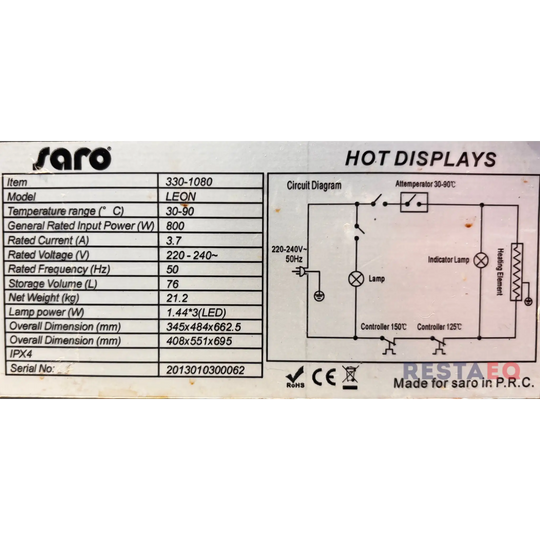 saro
HOT DISPLAYS
Item 330-1080
Model LEON
Temperature range (° C) 30-90
General Rated Input Power (W) 800
Rated Current (A) 3.7
Rated Voltage (V) 220 - 240~
Rated Frequency (Hz) 50
Storage Volume (L) 76
Net Weight (kg) 21.2
Lamp power (W) 1.44*3(LED)
Overall Dimension (mm) 345x484x662.5
Overall Dimension (mm) 408x551x695
IPX4
Serial No: 2013010300062
Circuit Diagram
Attemperator 30-90℃
220-240V~
50Hz
Lamp
Indicator Lamp
Heating Element
Controller 150℃
Controller 125℃
RoHS
CE
RESTAEQ
Made for saro in P.R.C.